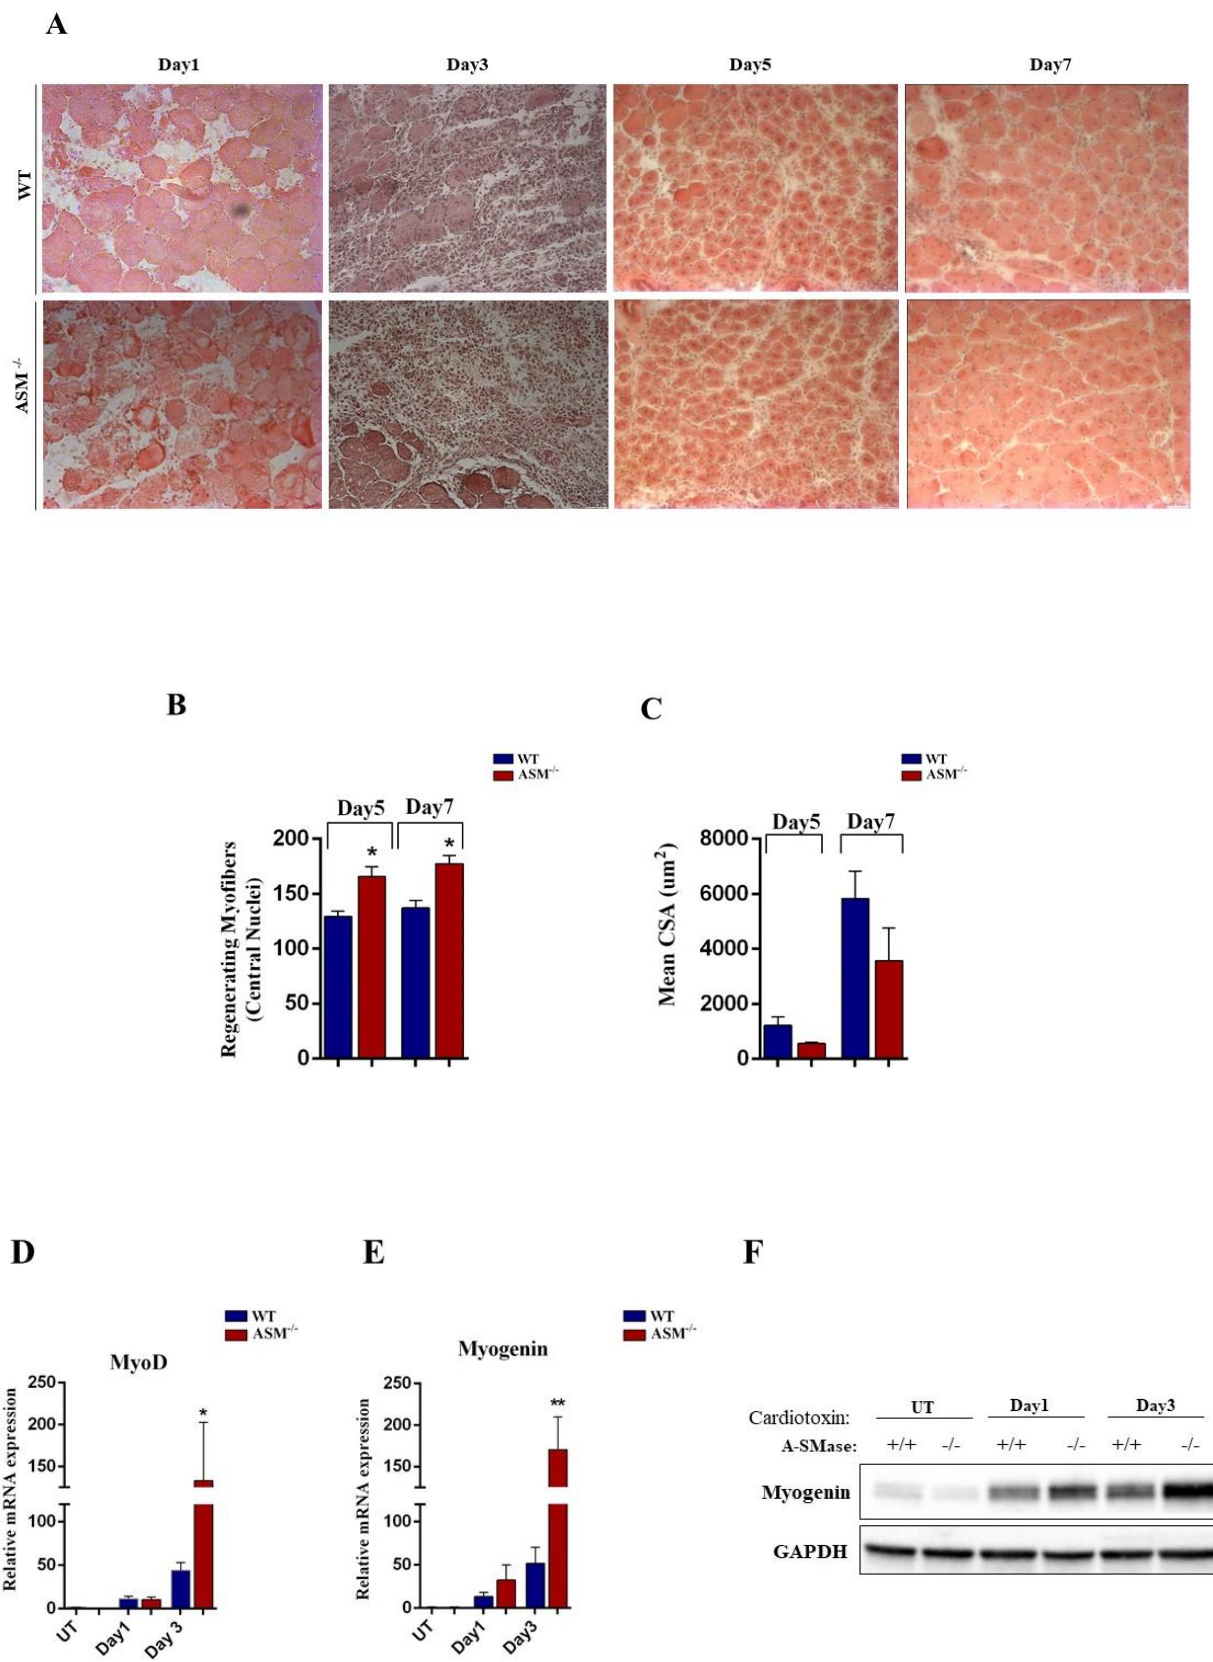 A
Day1 Day3 Day5 Day7
WT
ASM -/-
B
WT
ASM-/-
Day5 Day7
Regenerating Myofibers
(Central Nuclei)
200
150
100
50
0
* *
C
WT
ASM-/-
Day5 Day7
Mean CSA (um2)
8000
6000
4000
2000
0
D
WT
ASM-/-
MyoD
Relative mRNA expression
250
200
150
100
50
0
*
UT Day1 Day 3
E
WT
ASM-/-
Myogenin
Relative mRNA expression
250
200
150
100
50
0
**
UT Day1 Day3
F
Cardiotoxin: UT Day1 Day3
A-SMase: +/+ -/- +/+ -/- +/+ -/-
Myogenin
GAPDH